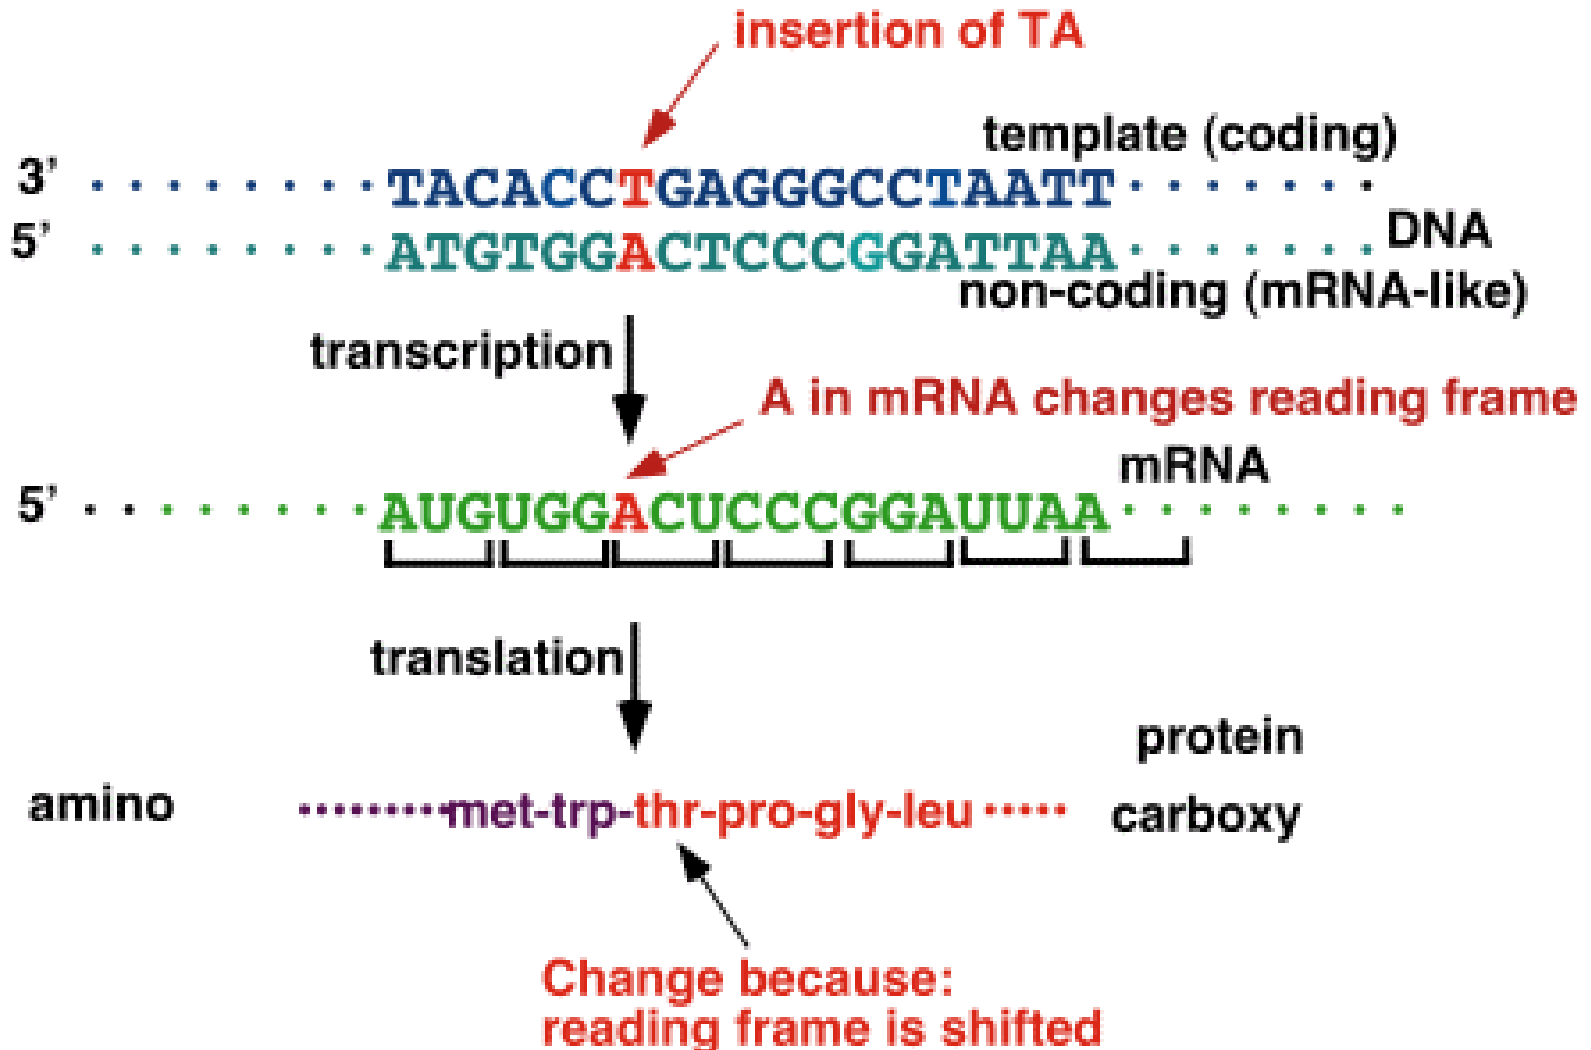 insertion of TA
template (coding)
3’ TACACCTGAGGGCCTAATT
5’ ATGTGGACTCCCGGATTAA DNA
non-coding (mRNA-like)
transcription
A in mRNA changes reading frame
mRNA
5’ AUGUGGACUCCCGGAUUAA
translation
protein
amino met-trp-thr-pro-gly-leu carboxy
Change because:
reading frame is shifted